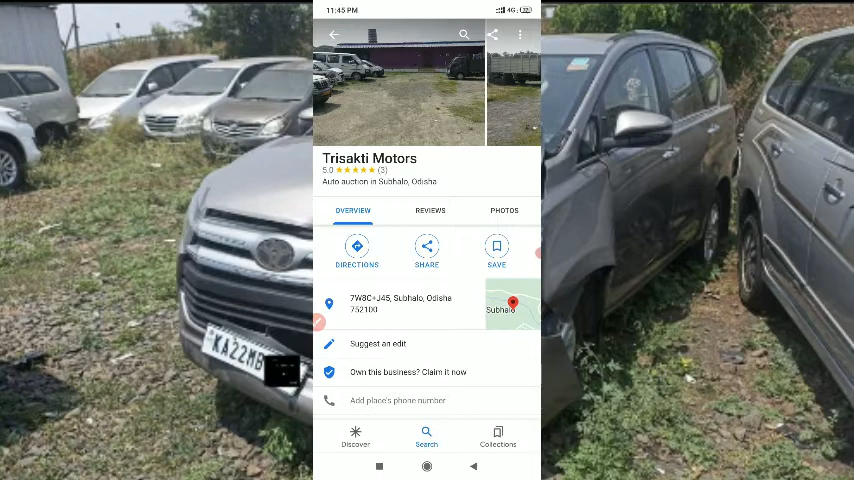 11:45 PM
4G
Trisakti Motors
5.0 ★★★★★ (3)
Auto auction in Subhalo, Odisha
OVERVIEW
REVIEWS
PHOTOS
DIRECTIONS
SHARE
SAVE
7W8C+J45, Subhalo, Odisha
752100
Subhalo
Suggest an edit
Own this business? Claim it now
Add place's phone number
Discover
Search
Collections
KA22MB